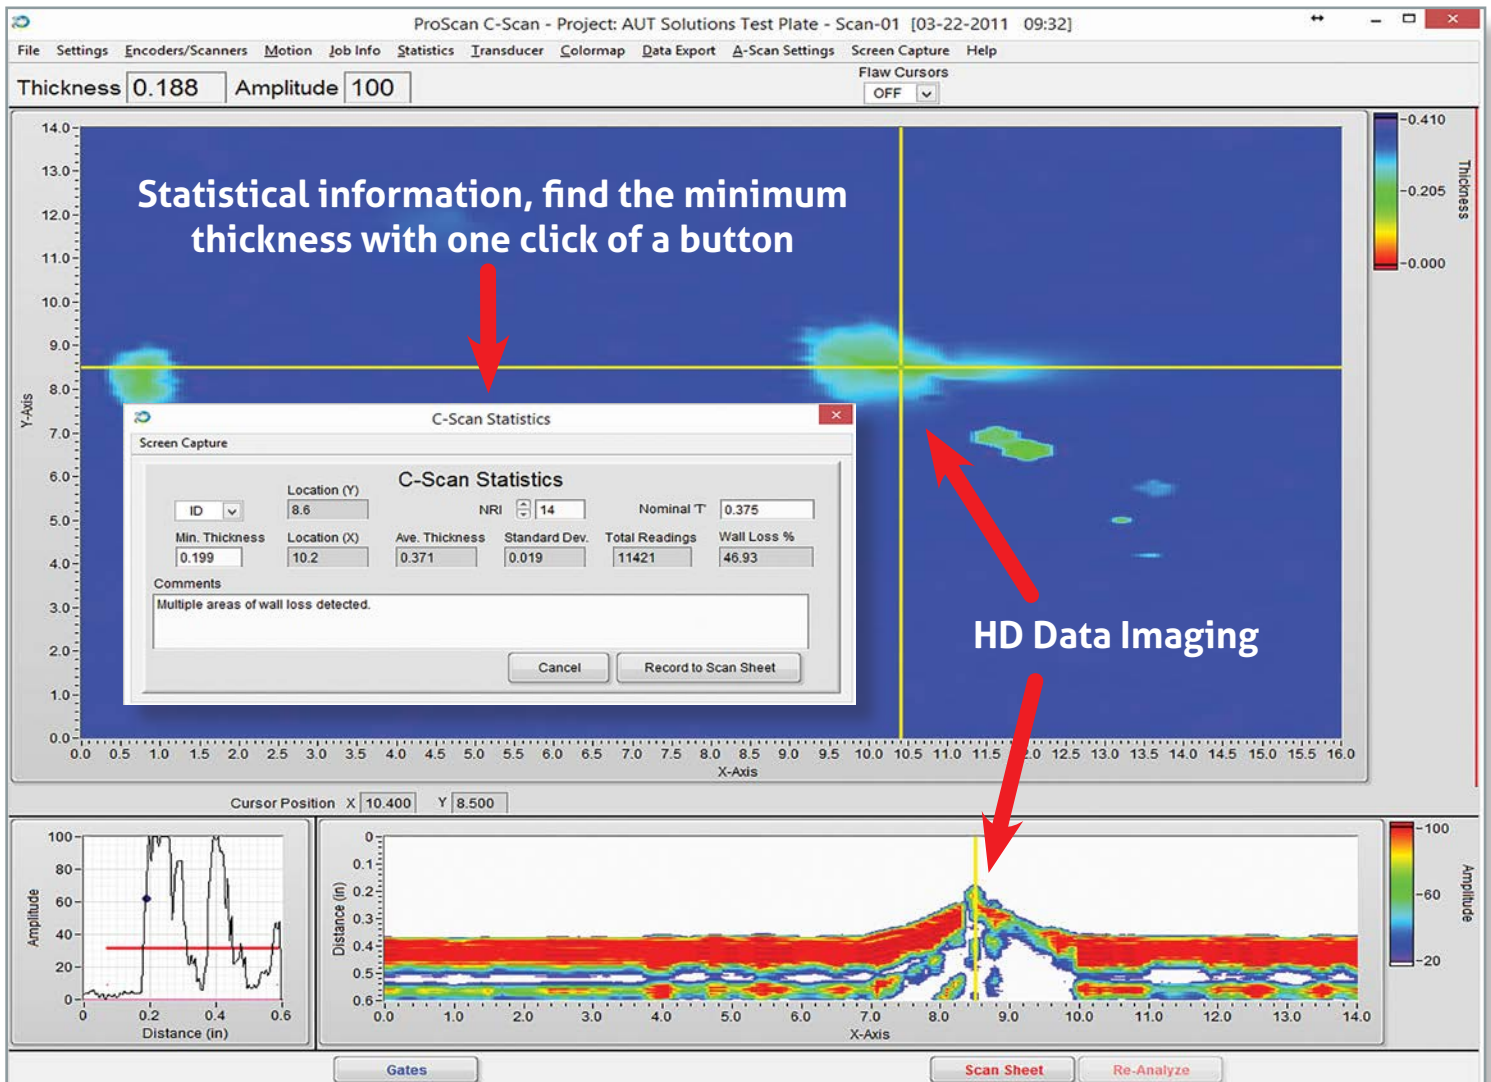 ProScan C-Scan - Project: AUT Solutions Test Plate - Scan-01 [03-22-2011 09:32]
File Settings Encoders/Scanners Motion Job Info Statistics Transducer Colormap Data Export A-Scan Settings Screen Capture Help
Thickness 0.188 Amplitude 100
Flaw Cursors
OFF
14.0
13.0
12.0
11.0
10.0
9.0
8.0
7.0
6.0
5.0
4.0
3.0
2.0
1.0
0.0
Y-Axis
Statistical information, find the minimum
thickness with one click of a button
0.410
0.205
0.000
Thickness
C-Scan Statistics
Screen Capture
C-Scan Statistics
Location (Y)
ID 8.6 NRI 14 Nominal 'T' 0.375
Min. Thickness Location (X) Ave. Thickness Standard Dev. Total Readings Wall Loss %
0.199 10.2 0.371 0.019 11421 46.93
Comments
Multiple areas of wall loss detected.
Cancel Record to Scan Sheet
HD Data Imaging
0.0 0.5 1.0 1.5 2.0 2.5 3.0 3.5 4.0 4.5 5.0 5.5 6.0 6.5 7.0 7.5 8.0 8.5 9.0 9.5 10.0 10.5 11.0 11.5 12.0 12.5 13.0 13.5 14.0 14.5 15.0 15.5 16.0
X-Axis
Cursor Position X 10.400 Y 8.500
100
80
60
40
20
0
Amplitude
0 0.2 0.4 0.6
Distance (in)
0
0.1
0.2
0.3
0.4
0.5
0.6
Distance (in)
0.0 1.0 2.0 3.0 4.0 5.0 6.0 7.0 8.0 9.0 10.0 11.0 12.0 13.0 14.0
X-Axis
100
60
20
Amplitude
Gates Scan Sheet Re-Analyze